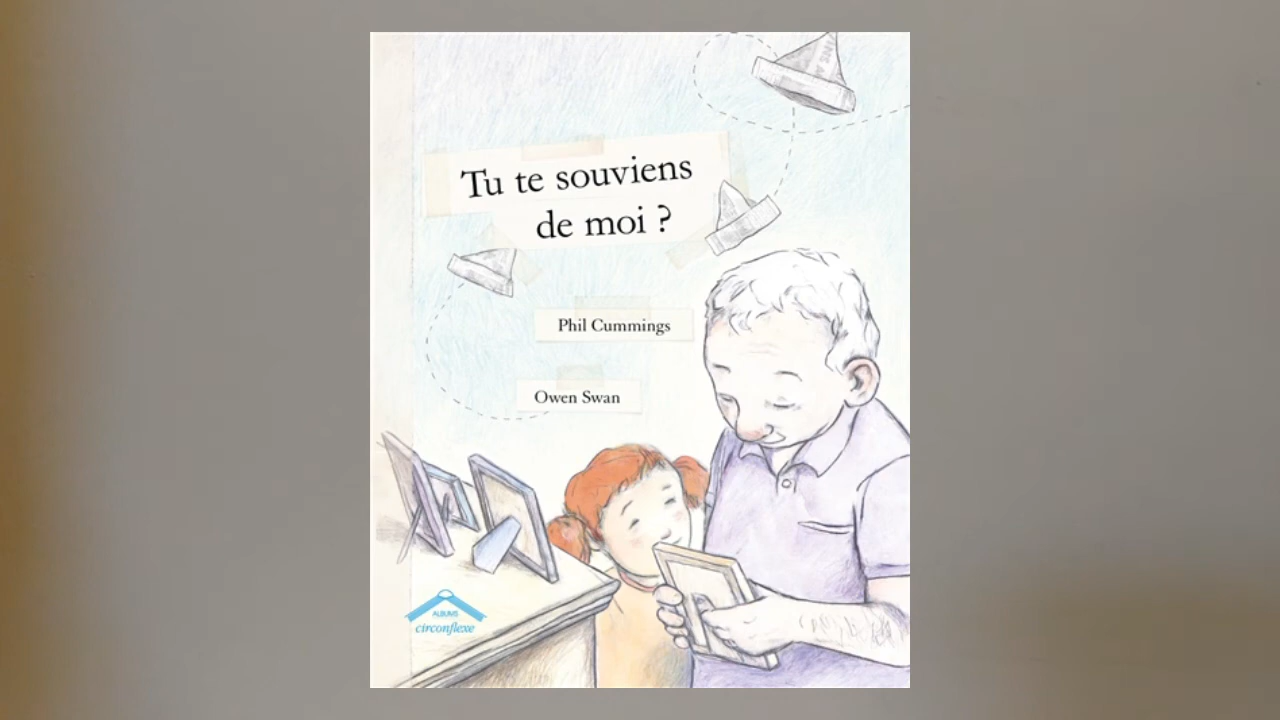 Tu te souviens
de moi ?
Phil Cummings
Owen Swan
ALBUMS
circonflexe